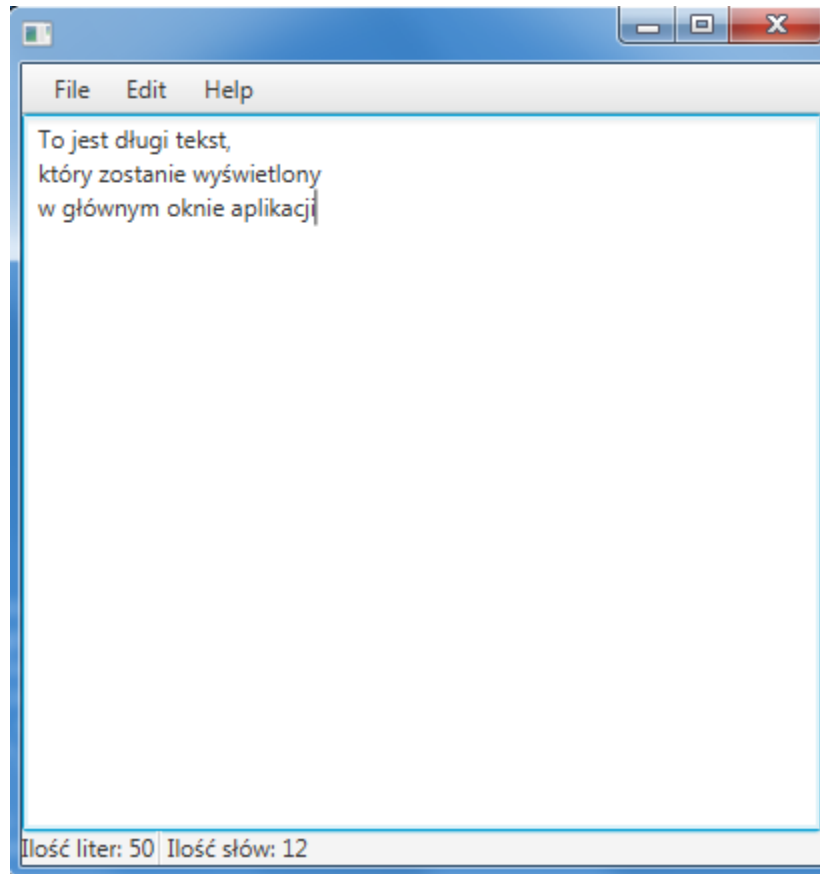 File Edit Help
To jest długi tekst,
który zostanie wyświetlony
w głównym oknie aplikacji
Ilość liter: 50 Ilość słów: 12